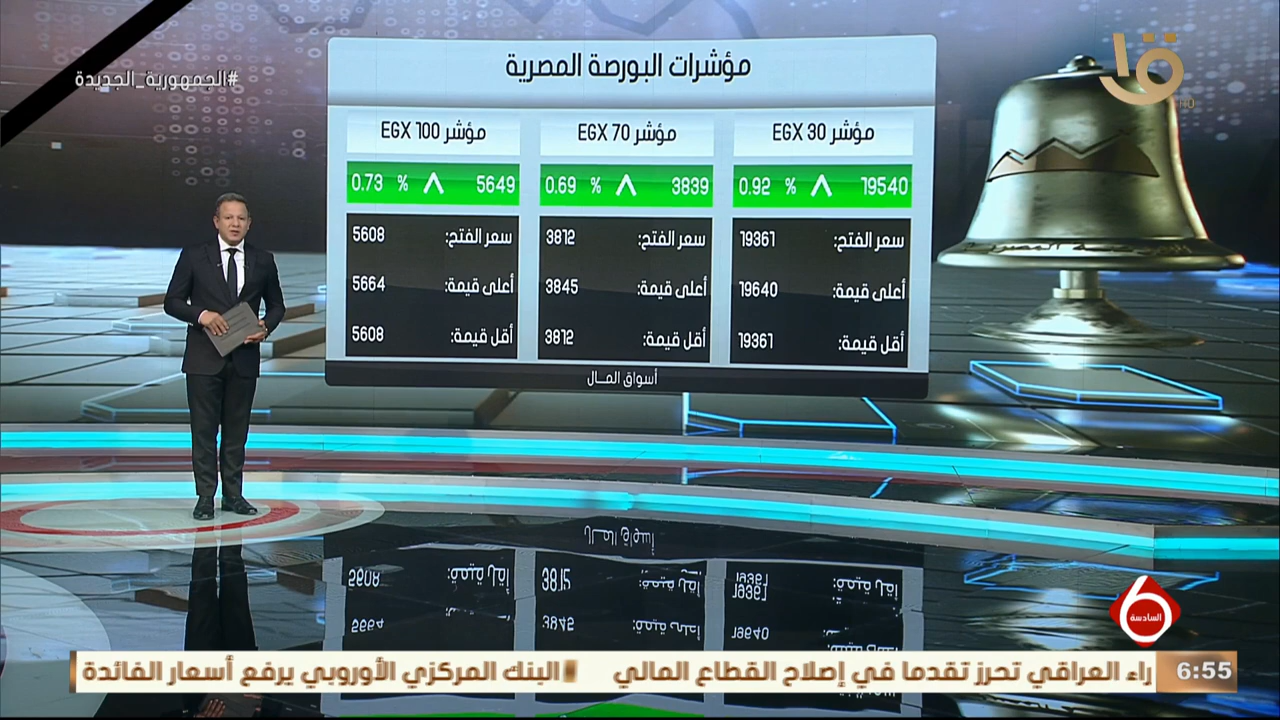 #الجمهورية_الجديدة
HD
مؤشرات البورصة المصرية
مؤشر EGX 30
19540 0.92 %
سعر الفتح: 19361
أعلى قيمة: 19640
أقل قيمة: 19361
مؤشر EGX 70
3839 0.69 %
سعر الفتح: 3812
أعلى قيمة: 3845
أقل قيمة: 3812
مؤشر EGX 100
5649 0.73 %
سعر الفتح: 5608
أعلى قيمة: 5664
أقل قيمة: 5608
أسواق المـال
6
السادسة
6:55
راء العراقي تحرز تقدما في إصلاح القطاع المالي
البنك المركزي الأوروبي يرفع أسعار الفائدة